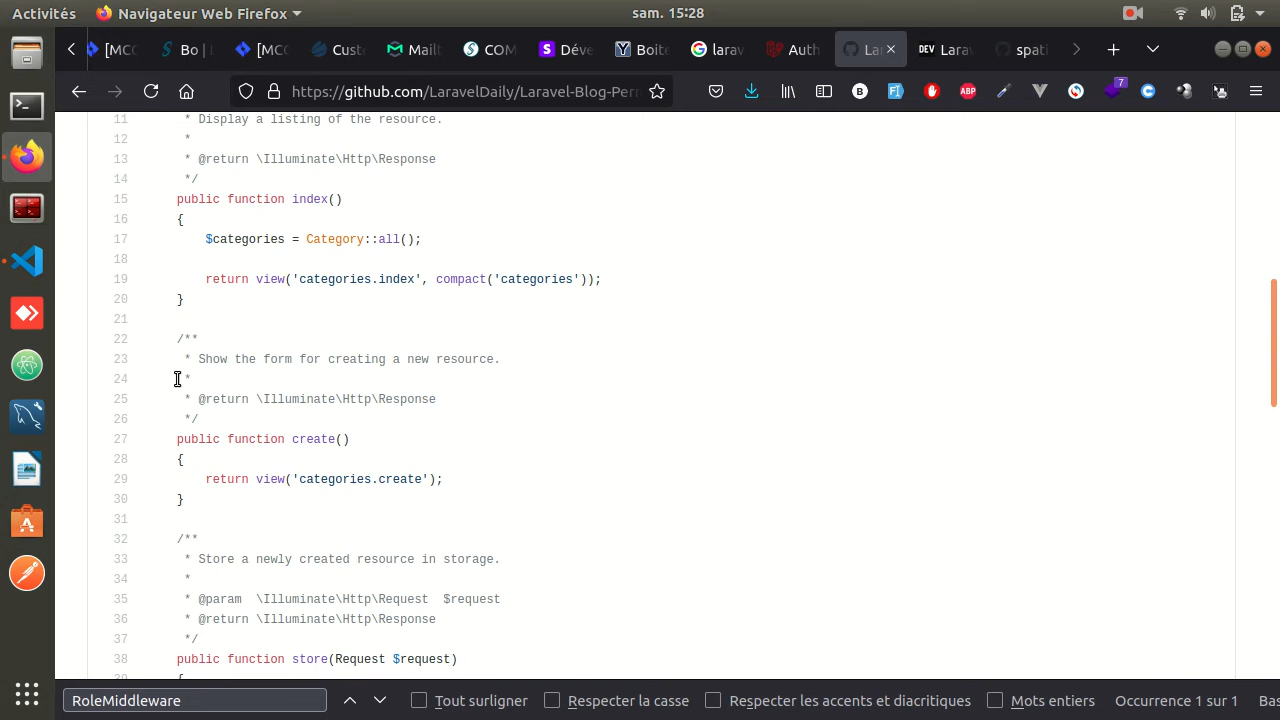 Activités
Navigateur Web Firefox
sam. 15:28
[MCC
Bo |
[MCC
Cust
Mailt
COM
Déve
Boite
larav
Auth
Lar
Larav
spati
https://github.com/LaravelDaily/Laravel-Blog-Perr
7
11 * Display a listing of the resource.
12 *
13 * @return \Illuminate\Http\Response
14 */
15 public function index()
16 {
17 $categories = Category::all();
18
19 return view('categories.index', compact('categories'));
20 }
21
22 /**
23 * Show the form for creating a new resource.
24 *
25 * @return \Illuminate\Http\Response
26 */
27 public function create()
28 {
29 return view('categories.create');
30 }
31
32 /**
33 * Store a newly created resource in storage.
34 *
35 * @param  \Illuminate\Http\Request  $request
36 * @return \Illuminate\Http\Response
37 */
38 public function store(Request $request)
RoleMiddleware
Tout surligner
Respecter la casse
Respecter les accents et diacritiques
Mots entiers
Occurrence 1 sur 1
Bas